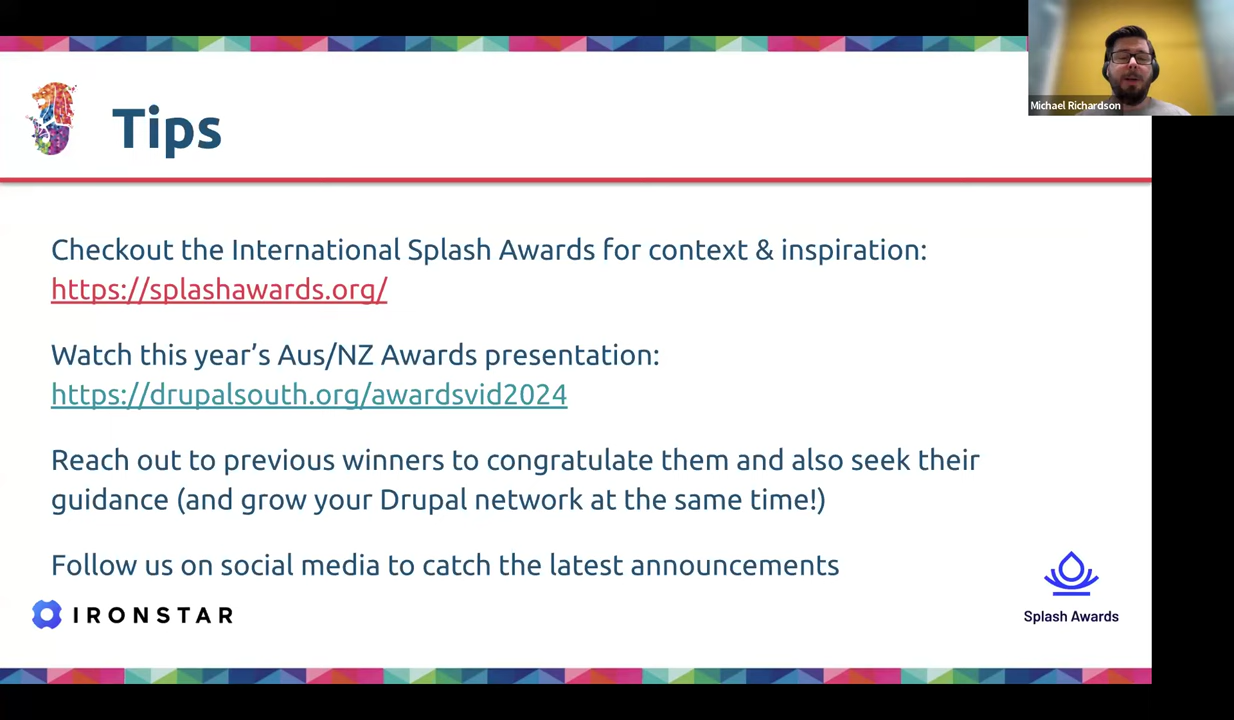 Michael Richardson
Tips
Checkout the International Splash Awards for context & inspiration:
https://splashawards.org/
Watch this year’s Aus/NZ Awards presentation:
https://drupalsouth.org/awardsvid2024
Reach out to previous winners to congratulate them and also seek their
guidance (and grow your Drupal network at the same time!)
Follow us on social media to catch the latest announcements
IRONSTAR
Splash Awards